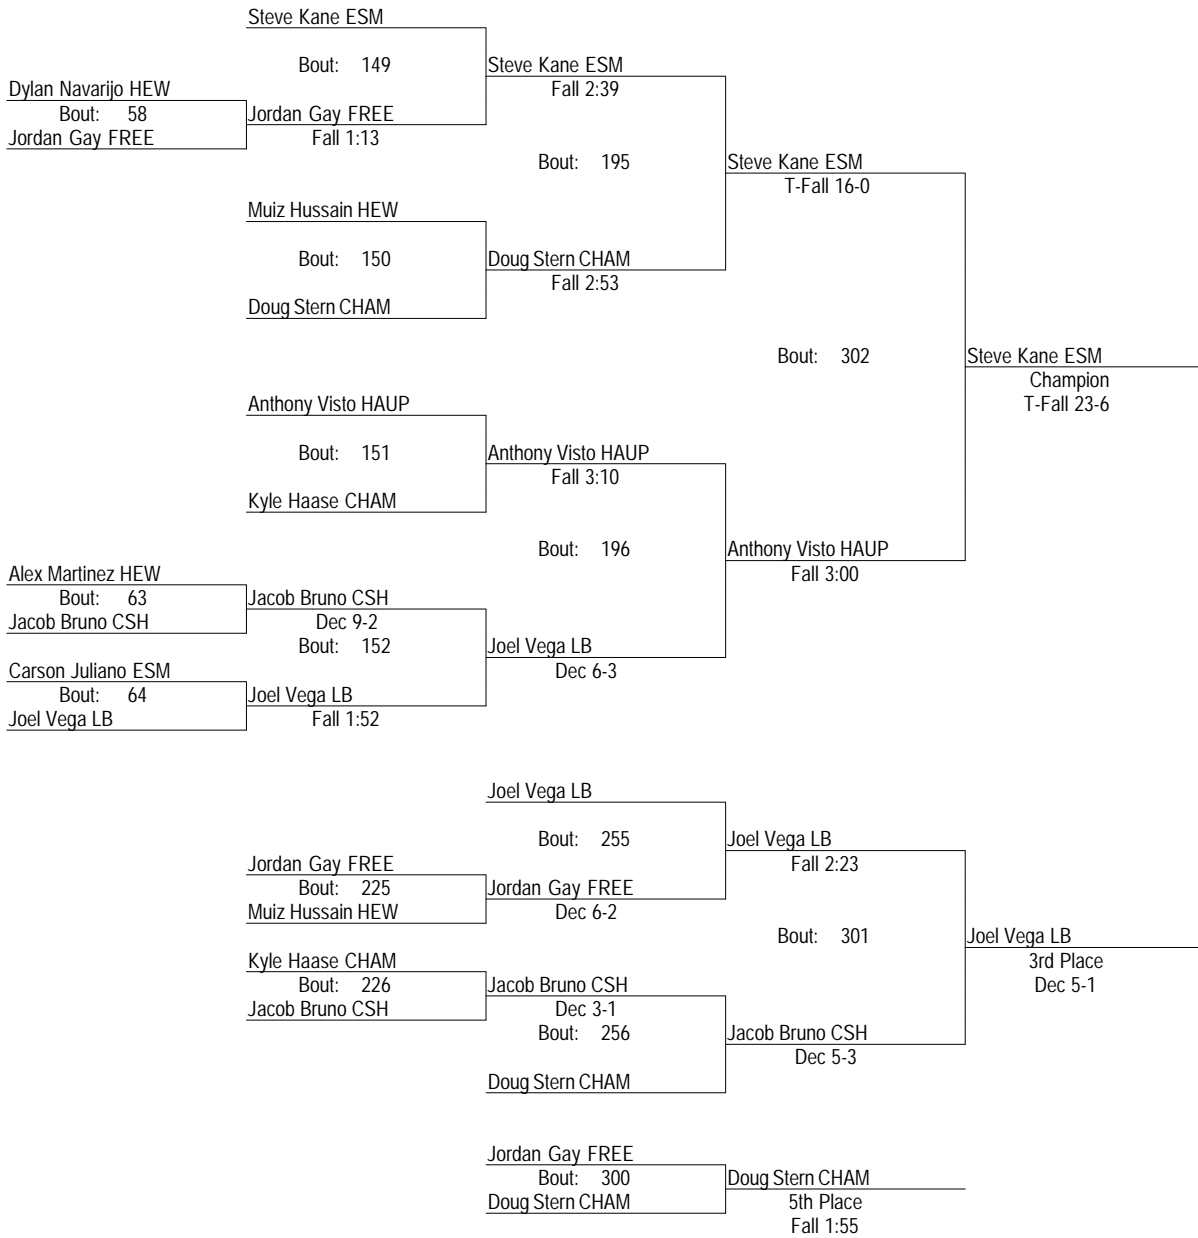 Steve Kane ESM
Bout: 149
Steve Kane ESM
Fall 2:39
Dylan Navarijo HEW
Bout: 58
Jordan Gay FREE
Jordan Gay FREE
Fall 1:13
Bout: 195
Steve Kane ESM
T-Fall 16-0
Muiz Hussain HEW
Bout: 150
Doug Stern CHAM
Fall 2:53
Doug Stern CHAM
Bout: 302
Steve Kane ESM
Champion
T-Fall 23-6
Anthony Visto HAUP
Bout: 151
Anthony Visto HAUP
Fall 3:10
Kyle Haase CHAM
Bout: 196
Anthony Visto HAUP
Fall 3:00
Alex Martinez HEW
Bout: 63
Jacob Bruno CSH
Jacob Bruno CSH
Dec 9-2
Bout: 152
Joel Vega LB
Dec 6-3
Carson Juliano ESM
Bout: 64
Joel Vega LB
Joel Vega LB
Fall 1:52
Joel Vega LB
Bout: 255
Joel Vega LB
Fall 2:23
Jordan Gay FREE
Bout: 225
Muiz Hussain HEW
Jordan Gay FREE
Dec 6-2
Bout: 301
Joel Vega LB
3rd Place
Dec 5-1
Kyle Haase CHAM
Bout: 226
Jacob Bruno CSH
Jacob Bruno CSH
Dec 3-1
Bout: 256
Jacob Bruno CSH
Dec 5-3
Doug Stern CHAM
Jordan Gay FREE
Bout: 300
Doug Stern CHAM
Doug Stern CHAM
5th Place
Fall 1:55